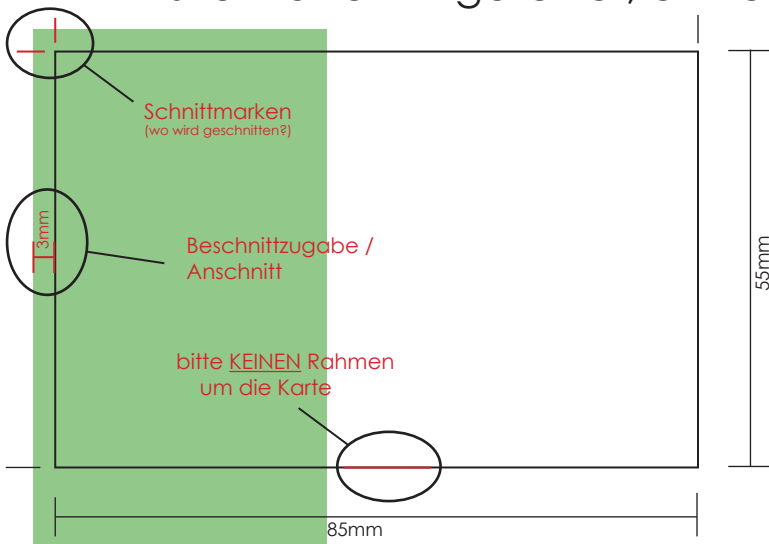 Schnittmarken
(wo wird geschnitten?)
3mm
Beschnittzugabe /
Anschnitt
55mm
bitte KEINEN Rahmen
um die Karte
85mm